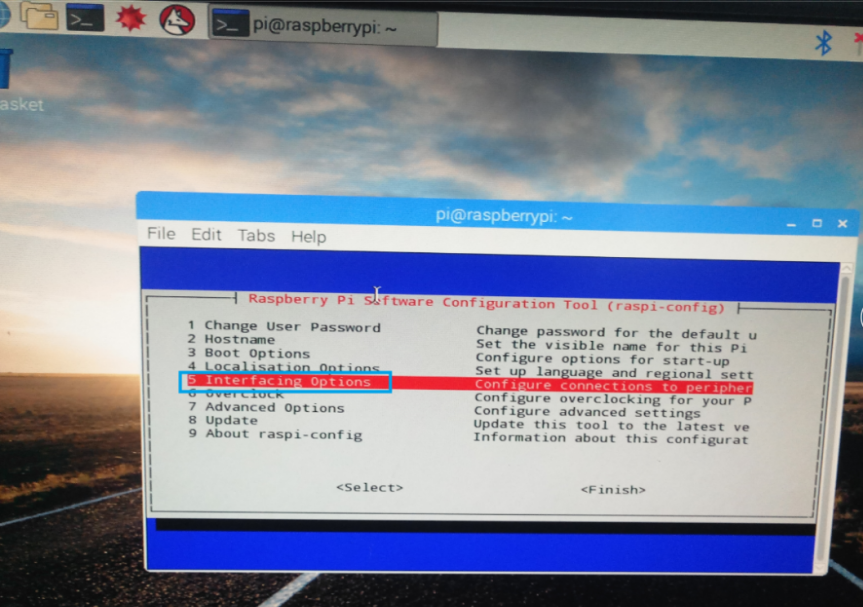 pi@raspberrypi: ~
asket
pi@raspberrypi: ~
File Edit Tabs Help
Raspberry Pi Software Configuration Tool (raspi-config)
1 Change User Password Change password for the default u
2 Hostname Set the visible name for this Pi
3 Boot Options Configure options for start-up
4 Localisation Options Set up language and regional sett
5 Interfacing Options Configure connections to peripher
6 Overclock Configure overclocking for your P
7 Advanced Options Configure advanced settings
8 Update Update this tool to the latest ve
9 About raspi-config Information about this configurat
<Select> <Finish>